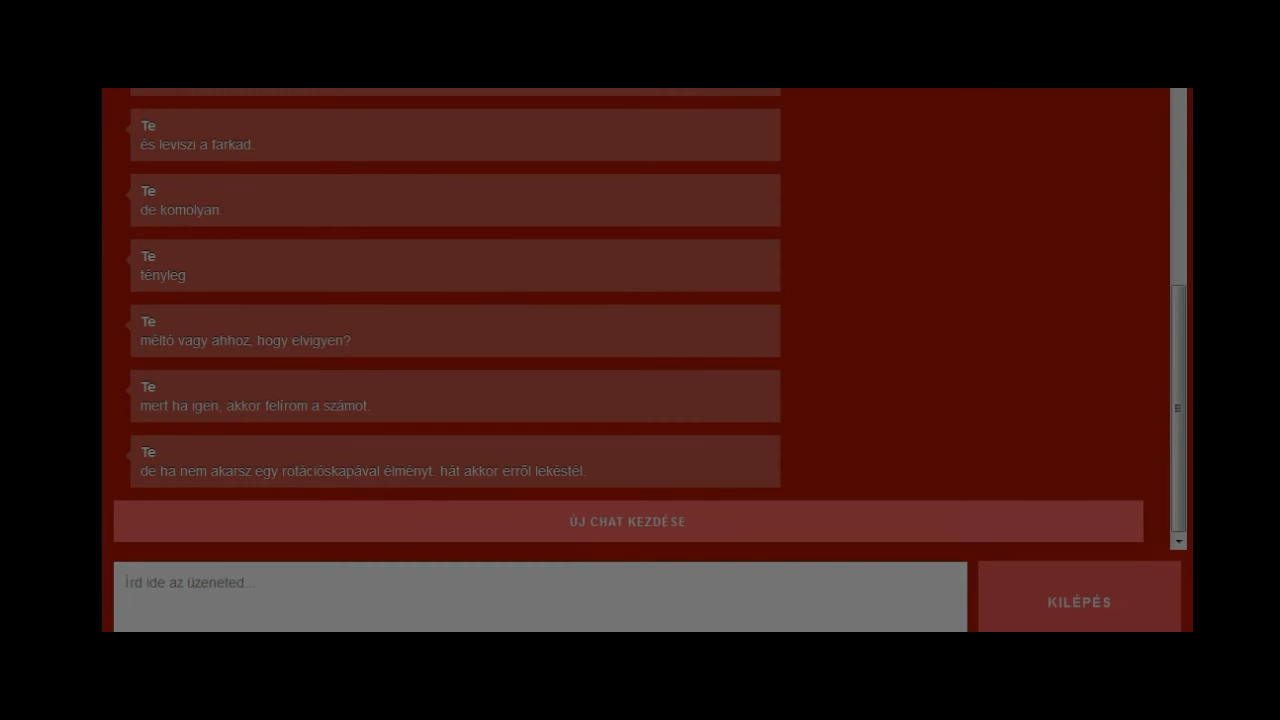 Te
és leviszi a farkad.
Te
de komolyan.
Te
tényleg
Te
méltó vagy ahhoz, hogy elvigyen?
Te
mert ha igen, akkor felírom a számot.
Te
de ha nem akarsz egy rotációskapával élményt. hát akkor errõl lekéstél.
ÚJ CHAT KEZDÉSE
Írd ide az üzeneted...
KILÉPÉS